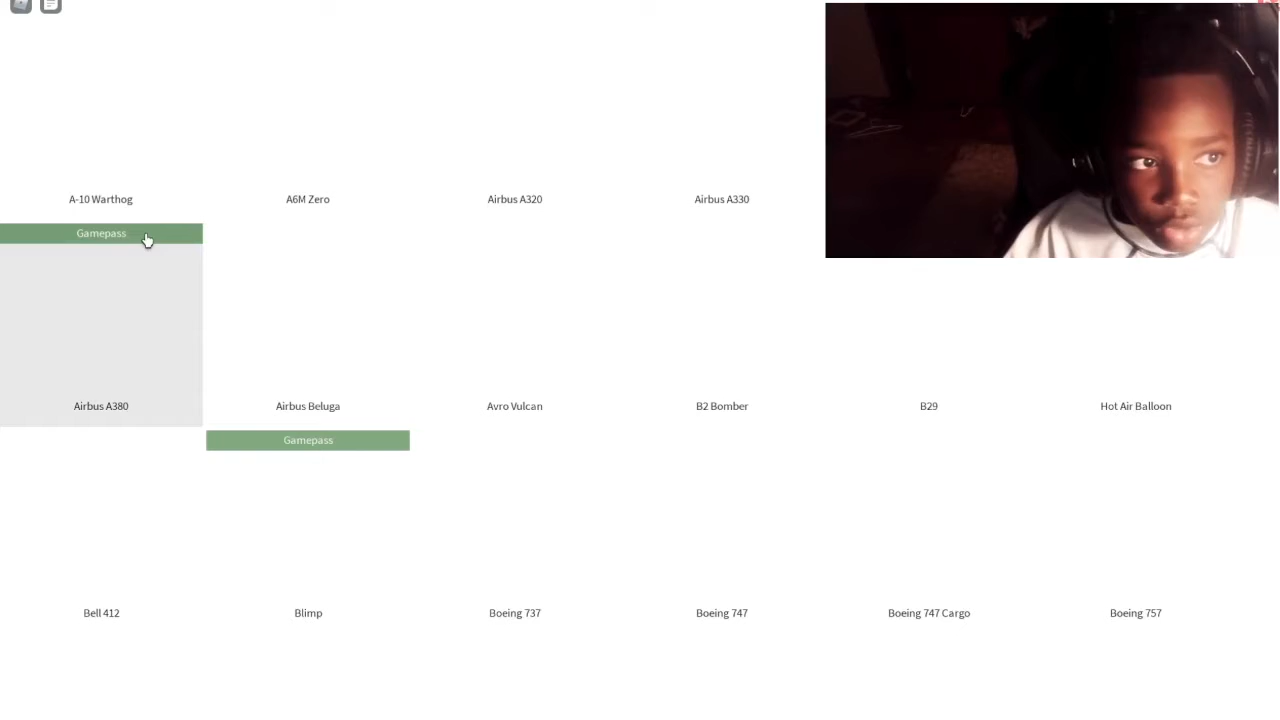 A-10 Warthog
A6M Zero
Airbus A320
Airbus A330
Gamepass
Airbus A380
Airbus Beluga
Avro Vulcan
B2 Bomber
B29
Hot Air Balloon
Gamepass
Bell 412
Blimp
Boeing 737
Boeing 747
Boeing 747 Cargo
Boeing 757